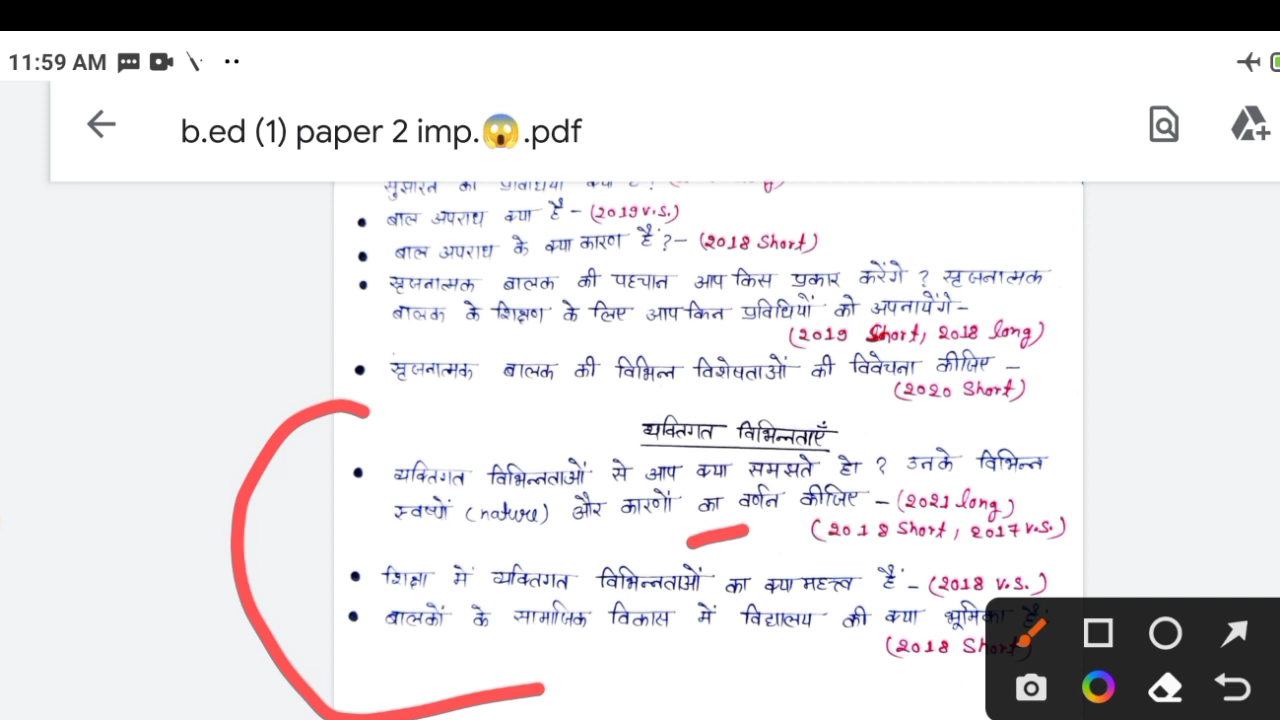 11:59 AM
b.ed (1) paper 2 imp.😱.pdf
• बाल अपराध क्या है - (2019 v.s.)
• बाल अपराध के क्या कारण हैं ? - (2018 short)
• सृजनात्मक बालक की पहचान आप किस प्रकार करेंगे ? सृजनात्मक
बालक के शिक्षण के लिए आप किन प्रविधियों को अपनायेंगे -
(2019 short, 2018 long)
• सृजनात्मक बालक की विभिन्न विशेषताओं की विवेचना कीजिए -
(2020 short)
व्यक्तिगत विभिन्नताएँ
• व्यक्तिगत विभिन्नताओं से आप क्या समझते हो ? उनके विभिन्न
स्वरूपों (nature) और कारणों का वर्णन कीजिए - (2021 long)
(2018 short, 2017 v.s.)
• शिक्षा में व्यक्तिगत विभिन्नताओं का क्या महत्त्व है - (2018 v.s.)
• बालकों के सामाजिक विकास में विद्यालय की क्या भूमिका है
(2018 short)